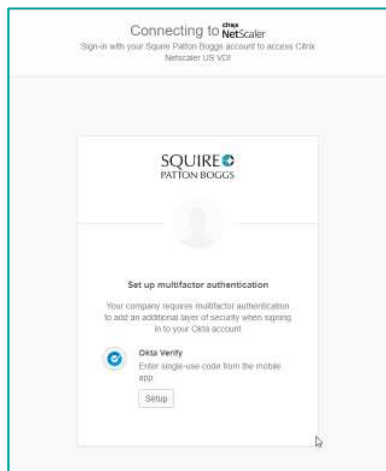 Connecting to citrix NetScaler
Sign-in with your Squire Patton Boggs account to access Citrix
Netscaler US VDI
SQUIRE
PATTON BOGGS
Set up multifactor authentication
Your company requires multifactor authentication
to add an additional layer of security when signing
in to your Okta account
Okta Verify
Enter single-use code from the mobile
app.
Setup